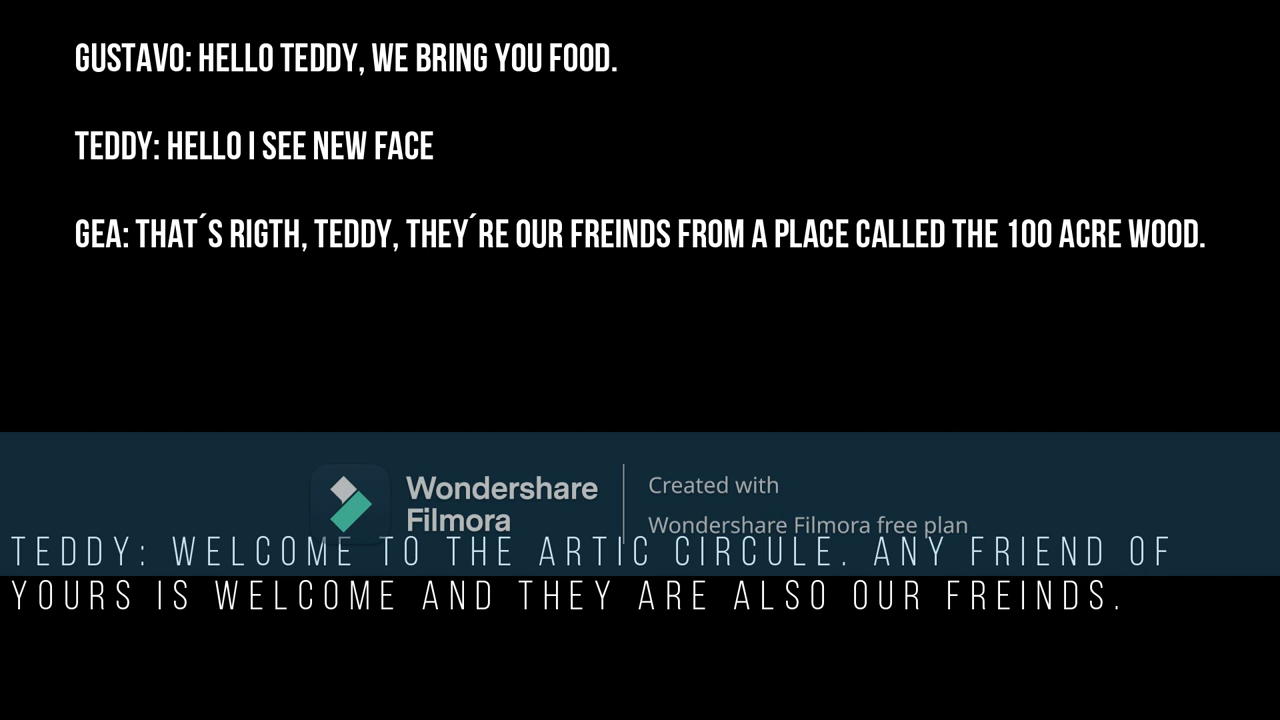 GUSTAVO: HELLO TEDDY, WE BRING YOU FOOD.
TEDDY: HELLO I SEE NEW FACE
GEA: THAT´S RIGTH, TEDDY, THEY´RE OUR FREINDS FROM A PLACE CALLED THE 100 ACRE WOOD.
Wondershare
Filmora
Created with
Wondershare Filmora free plan
TEDDY: WELCOME TO THE ARTIC CIRCULE. ANY FRIEND OF
YOURS IS WELCOME AND THEY ARE ALSO OUR FREINDS.